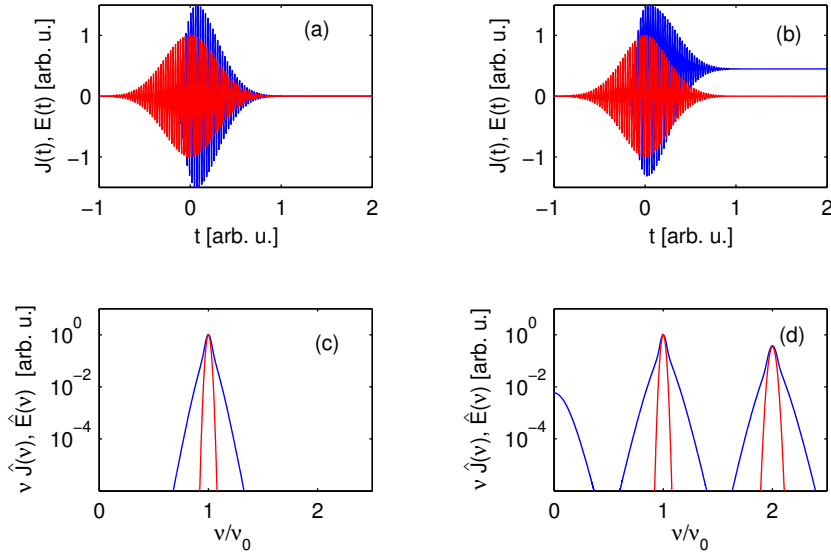 (a)
J(t), E(t) [arb. u.]
1
0
−1
−1 0 1 2
t [arb. u.]
(b)
J(t), E(t) [arb. u.]
1
0
−1
−1 0 1 2
t [arb. u.]
(c)
ν Ĵ(ν), Ê(ν) [arb. u.]
10⁰
10⁻²
10⁻⁴
0 1 2
ν/ν₀
(d)
ν Ĵ(ν), Ê(ν) [arb. u.]
10⁰
10⁻²
10⁻⁴
0 1 2
ν/ν₀